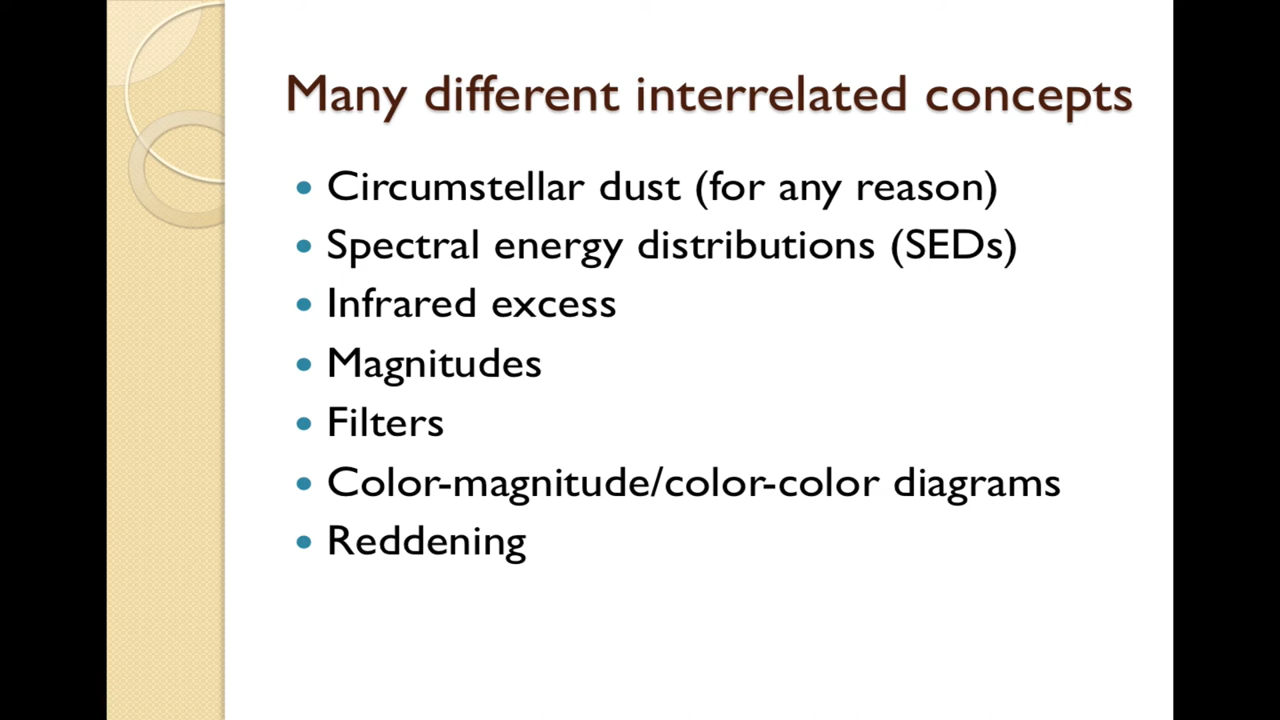 Many different interrelated concepts
• Circumstellar dust (for any reason)
• Spectral energy distributions (SEDs)
• Infrared excess
• Magnitudes
• Filters
• Color-magnitude/color-color diagrams
• Reddening